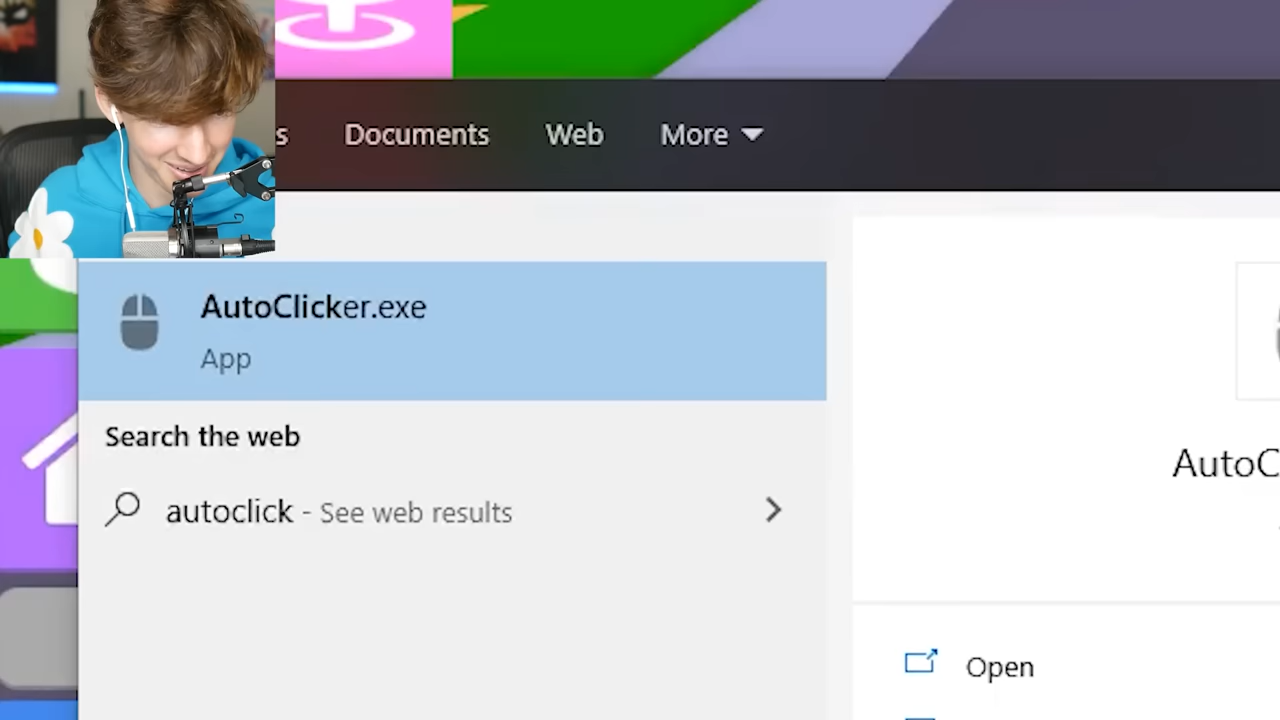 s
Documents
Web
More
AutoClicker.exe
App
Search the web
autoclick - See web results
AutoC
Open